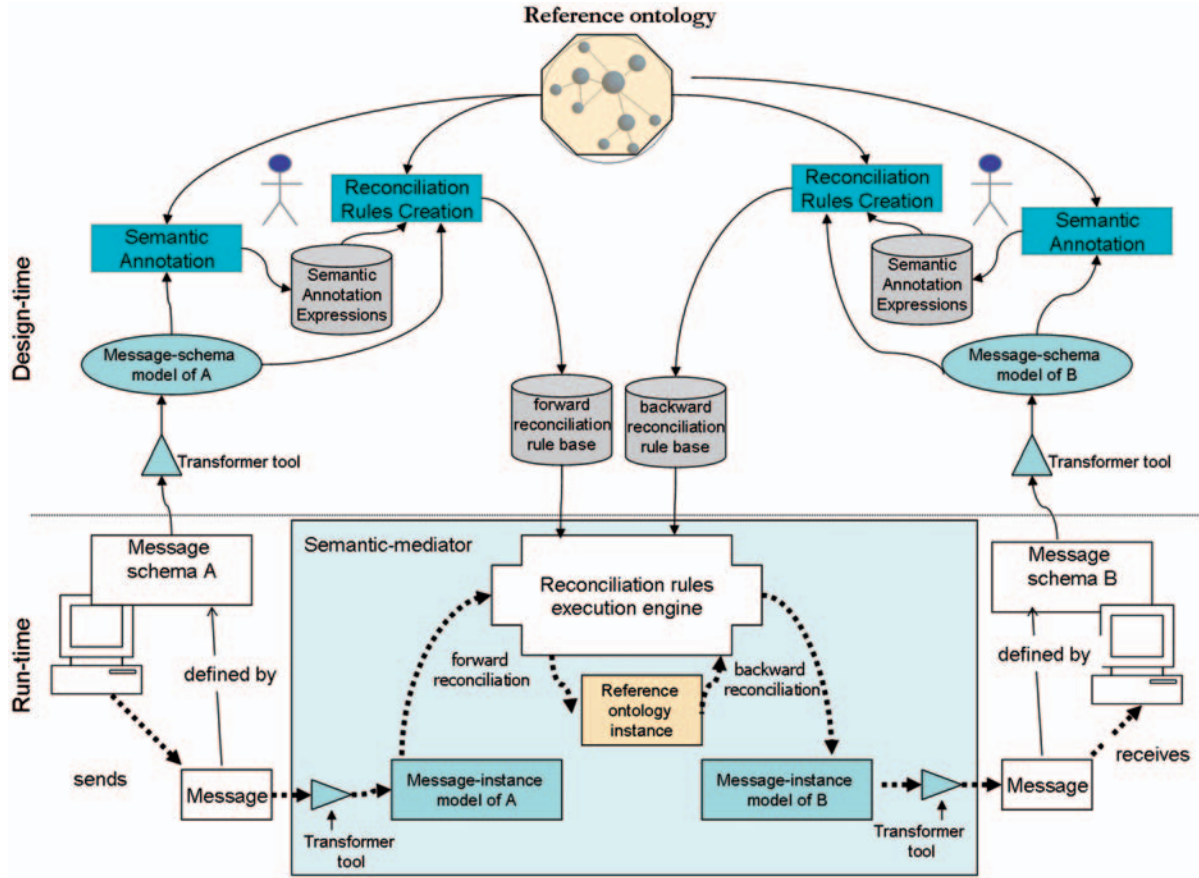 Reference ontology
Reconciliation
Rules Creation
Semantic
Annotation
Semantic
Annotation
Expressions
Message-schema
model of A
Transformer tool
forward
reconciliation
rule base
backward
reconciliation
rule base
Reconciliation
Rules Creation
Semantic
Annotation
Semantic
Annotation
Expressions
Message-schema
model of B
Transformer tool
Design-time
Run-time
Message
schema A
defined by
sends
Message
Semantic-mediator
Reconciliation rules
execution engine
forward
reconciliation
backward
reconciliation
Reference
ontology
instance
Message-instance
model of A
Transformer
tool
Message-instance
model of B
Transformer
tool
Message
schema B
defined by
receives
Message